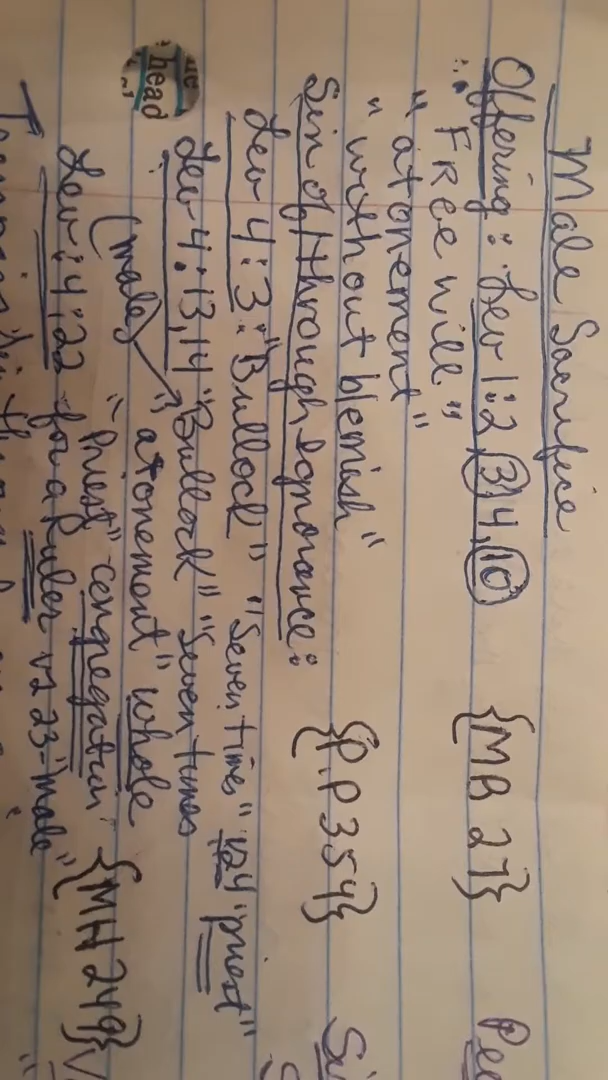 Male Sacrifice
Offering: Lev 1:2, 3, 4, 10 {MB 27}
∴ "Free will"
"atonement"
"without blemish"
Sin of/through Ignorance: {P.P 354}
Lev 4:3: "Bullock" "Seven times" v24 "priest"
Lev 4:13,14 "Bullock" "Seven times
(male) "atonement" whole
"Priest" congregation"
Lev: 4:22 for a Ruler v 23 "Male" {MH 249}
head